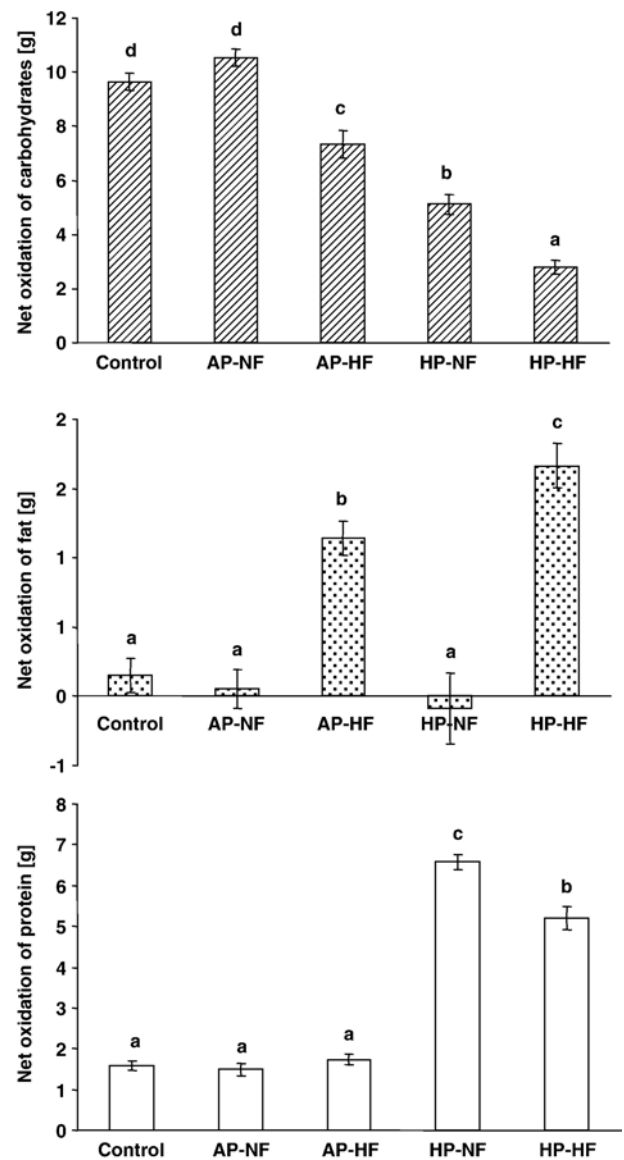 Net oxidation of carbohydrates [g]
12
10
8
6
4
2
0
d
d
c
b
a
Control AP-NF AP-HF HP-NF HP-HF
Net oxidation of fat [g]
2
2
1
1
0
-1
a
a
b
a
c
Control AP-NF AP-HF HP-NF HP-HF
Net oxidation of protein [g]
8
7
6
5
4
3
2
1
0
a
a
a
c
b
Control AP-NF AP-HF HP-NF HP-HF